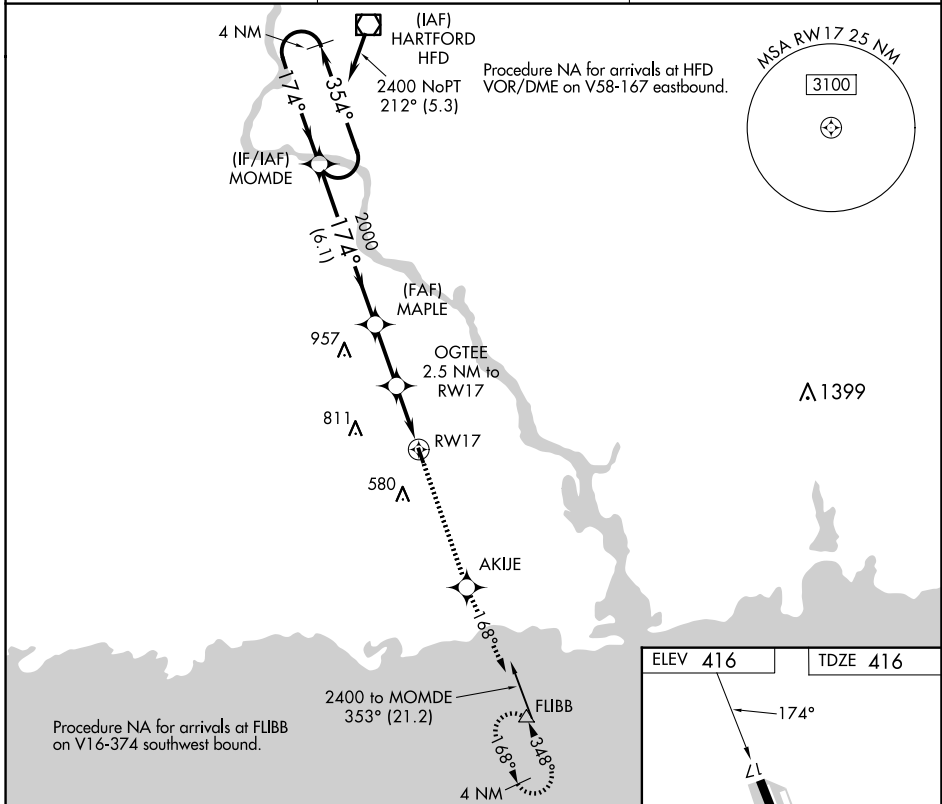 4 NM
(IAF)
HARTFORD
HFD
2400 NoPT
212° (5.3)
Procedure NA for arrivals at HFD
VOR/DME on V58-167 eastbound.
MSA RW17 25 NM
3100
174°
354°
(IF/IAF)
MOMDE
2000
174°
(6.1)
(FAF)
MAPLE
957
OGTEE
2.5 NM to
RW17
1399
811
RW17
580
AKIJE
168°
2400 to MOMDE
353° (21.2)
FLIBB
Procedure NA for arrivals at FLIBB
on V16-374 southwest bound.
168°
348°
4 NM
ELEV 416
TDZE 416
174°
17